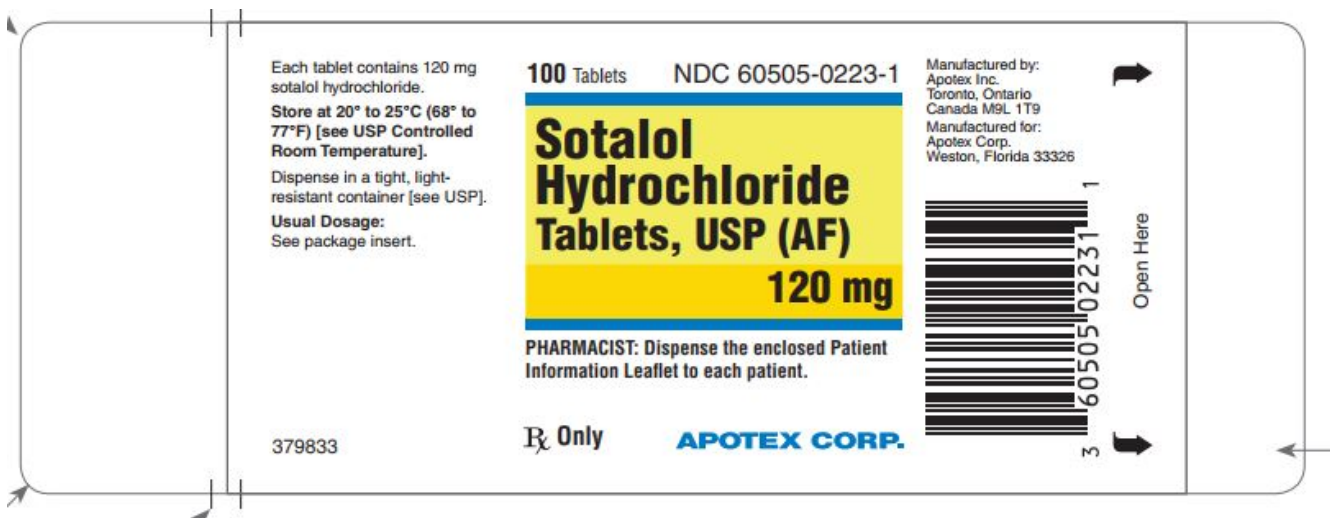 Each tablet contains 120 mg
sotalol hydrochloride.
Store at 20° to 25°C (68° to
77°F) [see USP Controlled
Room Temperature].
Dispense in a tight, light-
resistant container [see USP].
Usual Dosage:
See package insert.
379833
100 Tablets NDC 60505-0223-1
Sotalol
Hydrochloride
Tablets, USP (AF)
120 mg
PHARMACIST: Dispense the enclosed Patient
Information Leaflet to each patient.
Rx Only
APOTEX CORP.
Manufactured by:
Apotex Inc.
Toronto, Ontario
Canada M9L 1T9
Manufactured for:
Apotex Corp.
Weston, Florida 33326
3 60505 02231 1
Open Here